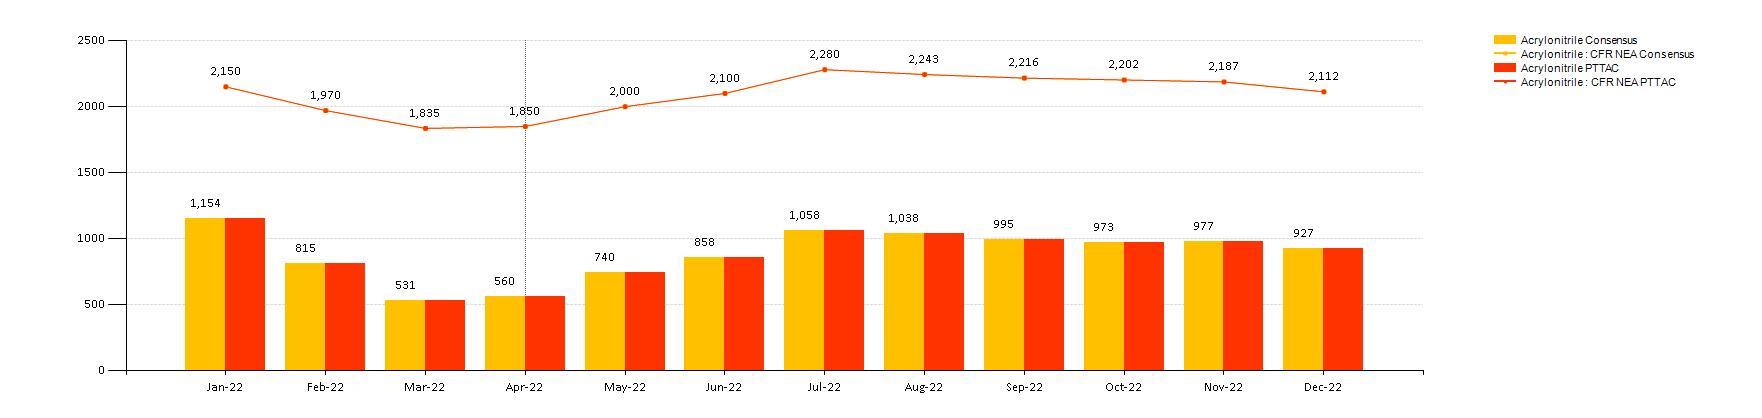 2500
2000
1500
1000
500
0
2,150
1,970
1,835
1,850
2,000
2,100
2,280
2,243
2,216
2,202
2,187
2,112
1,154
815
531
560
740
858
1,058
1,038
995
973
977
927
Jan-22
Feb-22
Mar-22
Apr-22
May-22
Jun-22
Jul-22
Aug-22
Sep-22
Oct-22
Nov-22
Dec-22
Acrylonitrile Consensus
Acrylonitrile : CFR NEA Consensus
Acrylonitrile PTTAC
Acrylonitrile : CFR NEA PTTAC